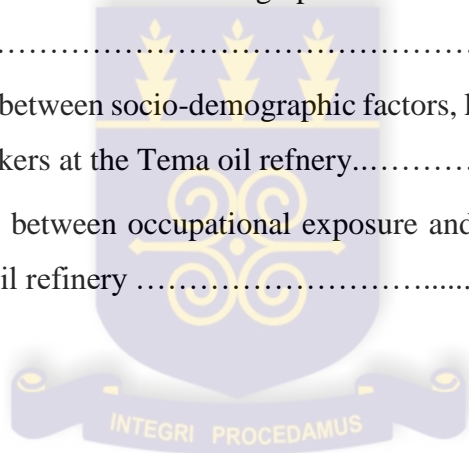 ……………………………………………
between socio-demographic factors,
kers at the Tema oil refnery..………
between occupational exposure and
il refinery ………………………......
INTEGRI PROCEDAMUS